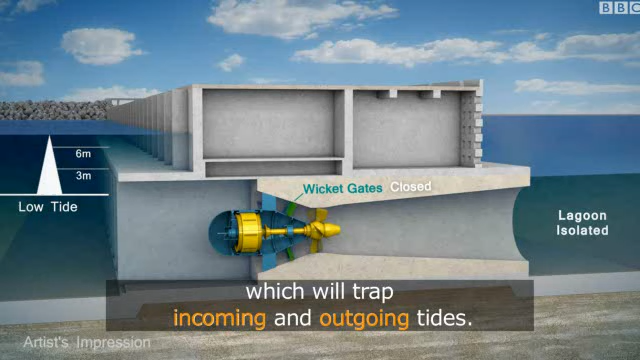 BBC
6m
3m
Low Tide
Wicket Gates Closed
Lagoon
Isolated
which will trap
incoming and outgoing tides.
Artist's Impression